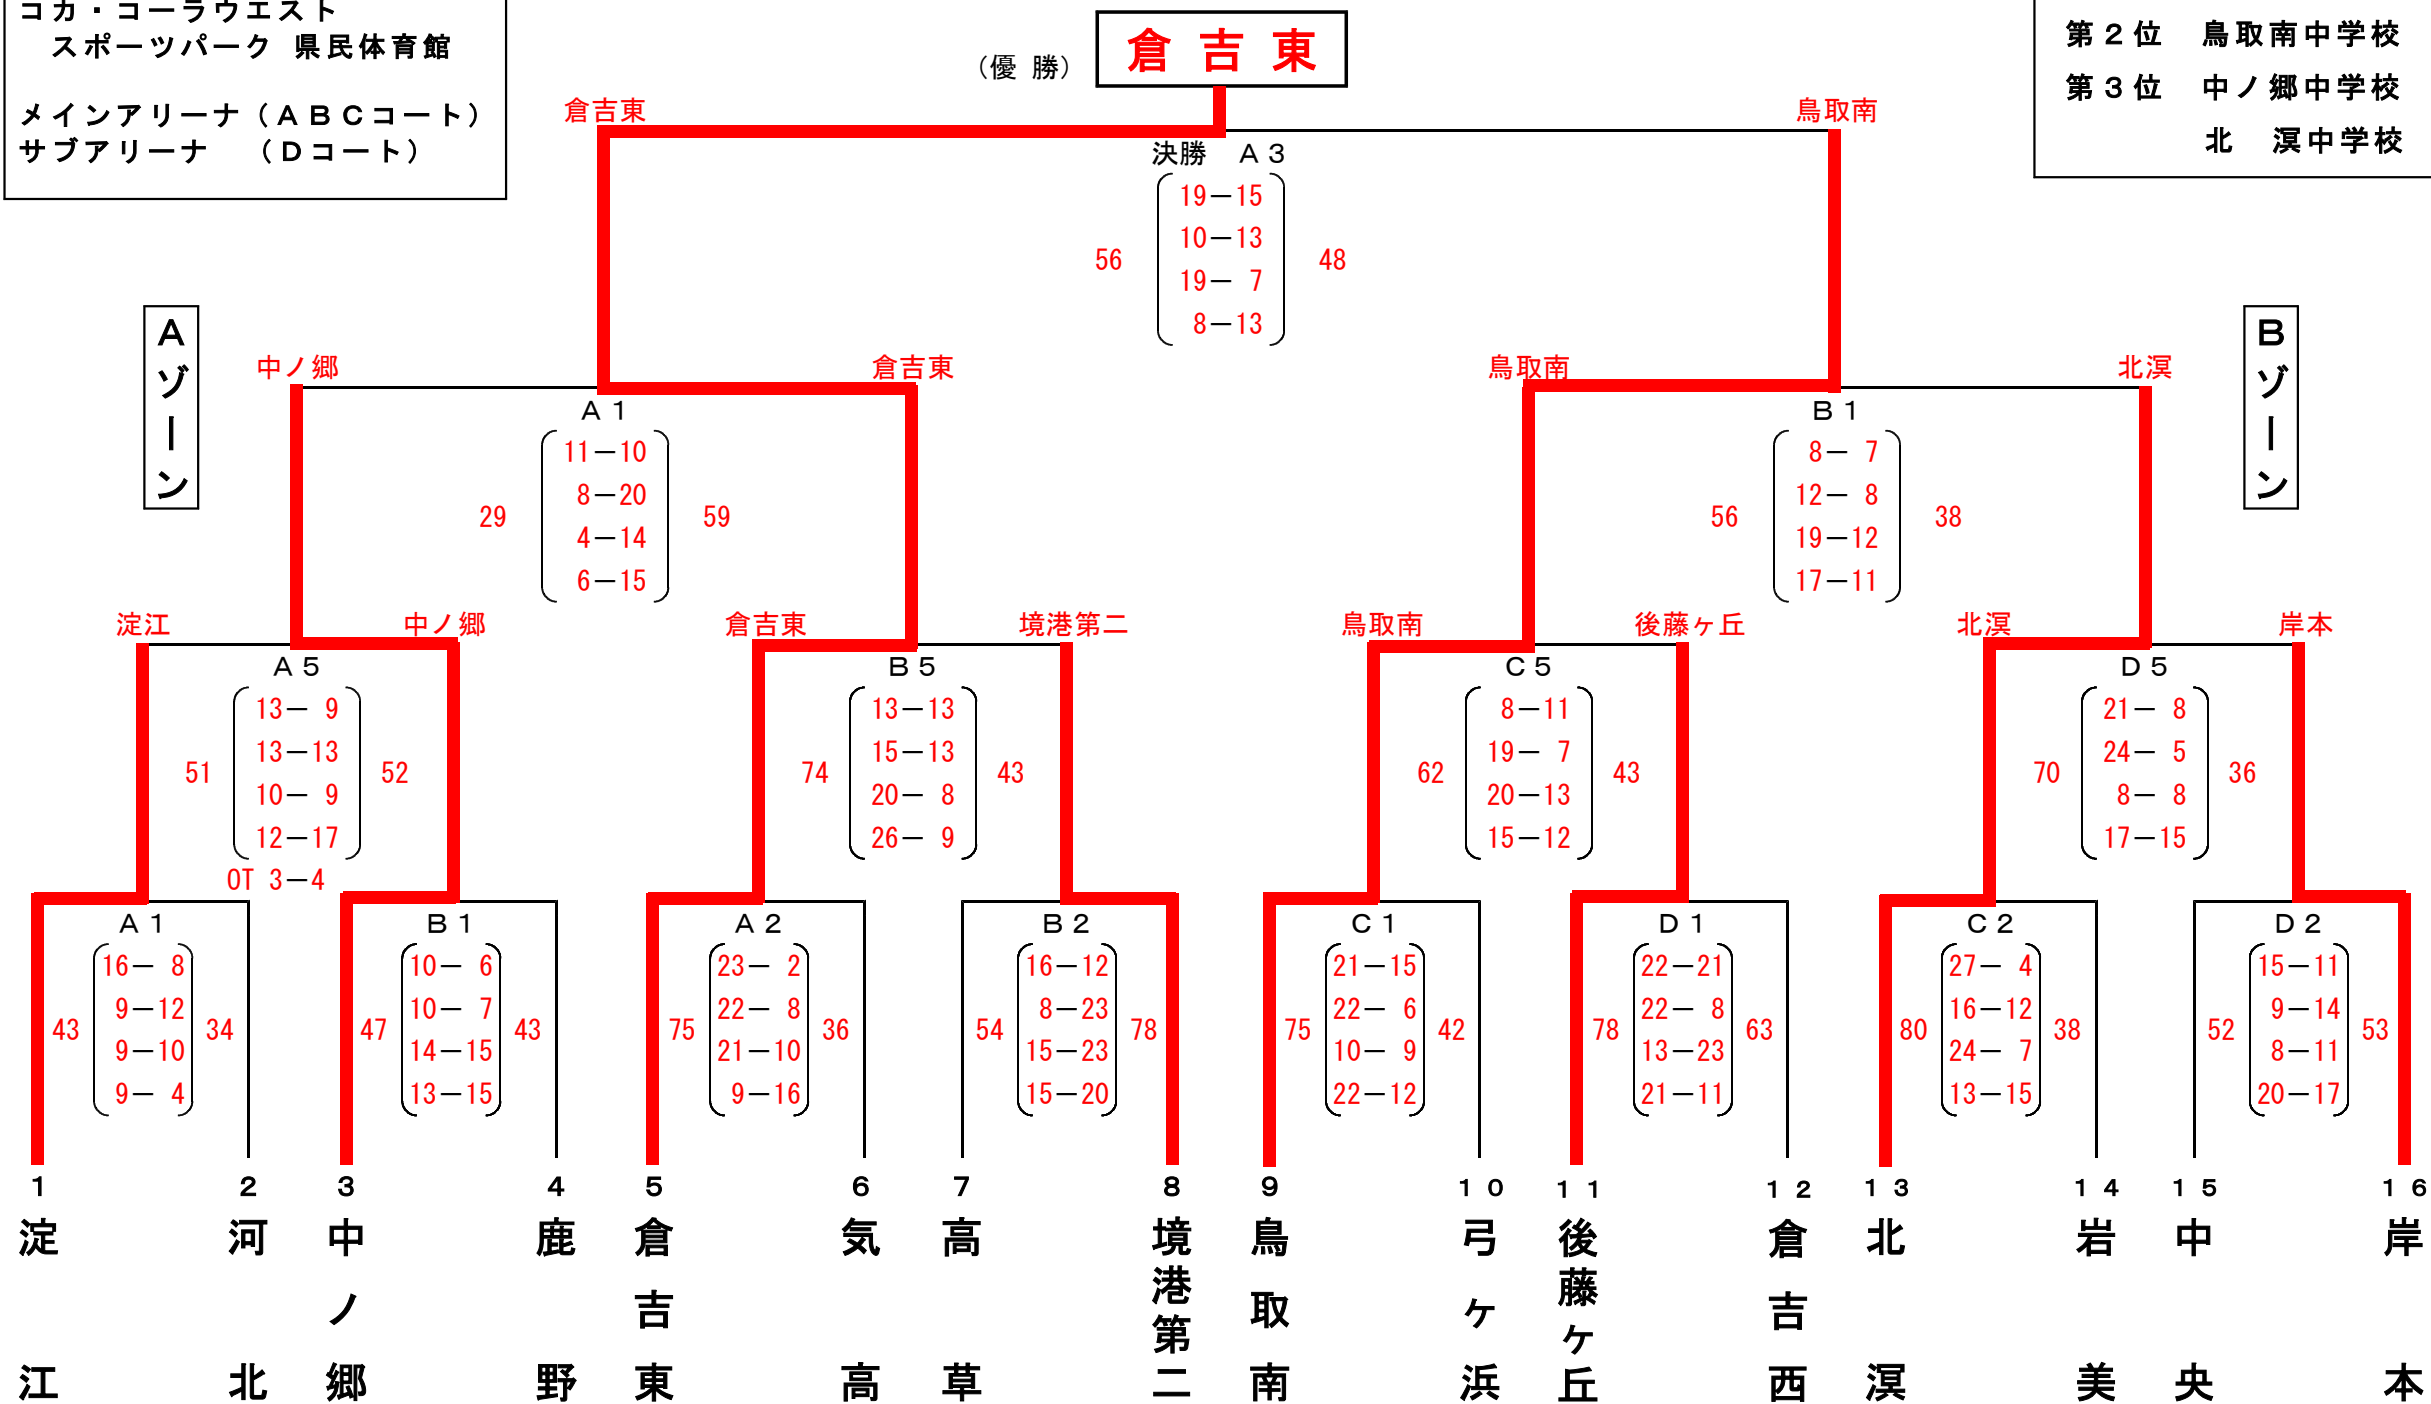 コカ・コーラウエスト
スポーツパーク 県民体育館
メインアリーナ（ＡＢＣコート）
サブアリーナ　（Ｄコート）
（優 勝）
倉 吉 東
第２位　鳥取南中学校
第３位　中ノ郷中学校
北　溟中学校
倉吉東
鳥取南
決勝　Ａ３
19－15
10－13
56
48
19－ 7
8－13
Ａゾーン
Ｂゾーン
中ノ郷
倉吉東
鳥取南
北溟
Ａ１
11－10
8－20
29
59
4－14
6－15
Ｂ１
8－ 7
12－ 8
56
38
19－12
17－11
淀江
中ノ郷
倉吉東
境港第二
鳥取南
後藤ヶ丘
北溟
岸本
Ａ５
13－ 9
13－13
51
52
10－ 9
12－17
OT 3－4
Ｂ５
13－13
15－13
74
43
20－ 8
26－ 9
Ｃ５
8－11
19－ 7
62
43
20－13
15－12
Ｄ５
21－ 8
24－ 5
70
36
8－ 8
17－15
Ａ１
16－ 8
9－12
43
34
9－10
9－ 4
Ｂ１
10－ 6
10－ 7
47
43
14－15
13－15
Ａ２
23－ 2
22－ 8
75
36
21－10
9－16
Ｂ２
16－12
8－23
54
78
15－23
15－20
Ｃ１
21－15
22－ 6
75
42
10－ 9
22－12
Ｄ１
22－21
22－ 8
78
63
13－23
21－11
Ｃ２
27－ 4
16－12
80
38
24－ 7
13－15
Ｄ２
15－11
9－14
52
53
8－11
20－17
１
淀江
２
河北
３
中ノ郷
４
鹿野
５
倉吉東
６
気高
７
高草
８
境港第二
９
鳥取南
１０
弓ヶ浜
１１
後藤ヶ丘
１２
倉吉西
１３
北溟
１４
岩美
１５
中央
１６
岸本